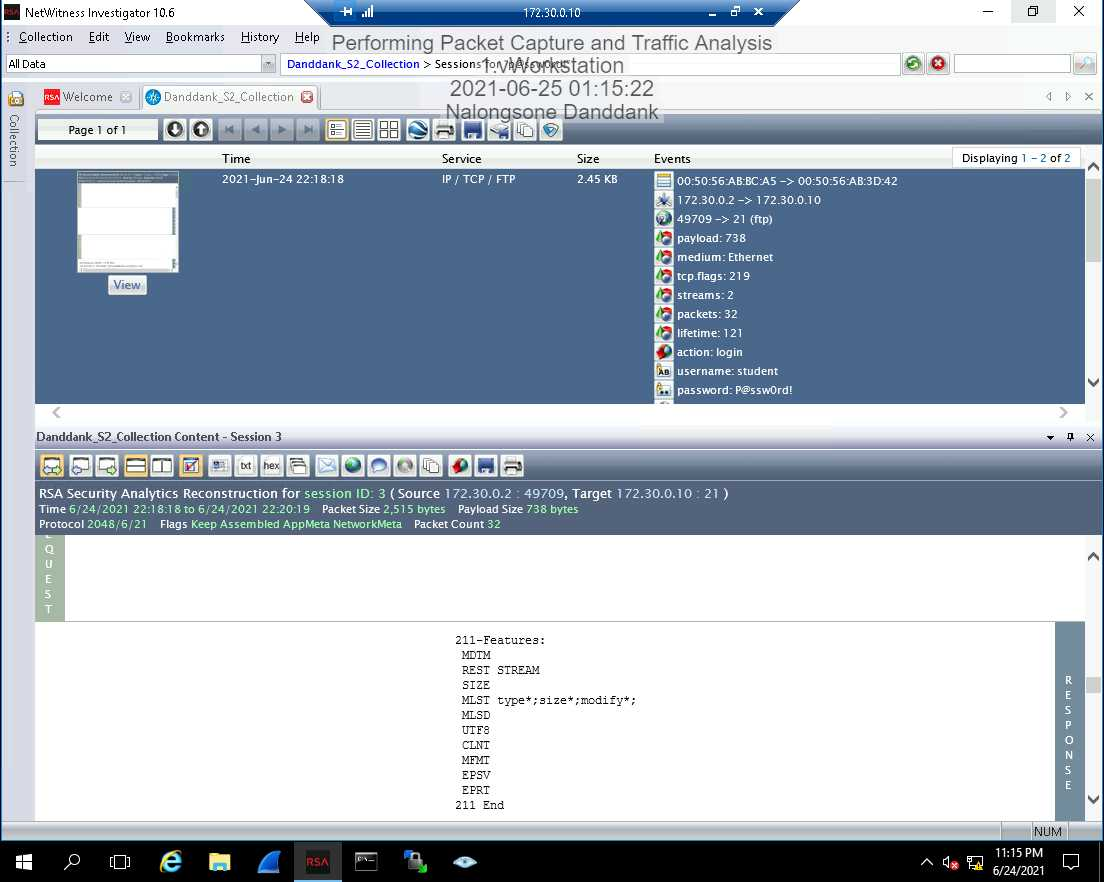 NetWitness Investigator 10.6
172.30.0.10
Collection Edit View Bookmarks History Help
Performing Packet Capture and Traffic Analysis
All Data
Danddank_S2_Collection > Sessions for
1. vWorkstation
2021-06-25 01:15:22
Nalongsone Danddank
RSA Welcome
Danddank_S2_Collection
Collection
Page 1 of 1
Time Service Size Events
Displaying 1 - 2 of 2
2021-Jun-24 22:18:18 IP / TCP / FTP 2.45 KB
View
00:50:56:AB:BC:A5 -> 00:50:56:AB:3D:42
172.30.0.2 -> 172.30.0.10
49709 -> 21 (ftp)
payload: 738
medium: Ethernet
tcp.flags: 219
streams: 2
packets: 32
lifetime: 121
action: login
username: student
password: P@ssw0rd!
Danddank_S2_Collection Content - Session 3
txt hex
RSA Security Analytics Reconstruction for session ID: 3 ( Source 172.30.0.2 : 49709, Target 172.30.0.10 : 21 )
Time 6/24/2021 22:18:18 to 6/24/2021 22:20:19 Packet Size 2,515 bytes Payload Size 738 bytes
Protocol 2048/6/21 Flags Keep Assembled AppMeta NetworkMeta Packet Count 32
EQUEST
211-Features:
MDTM
REST STREAM
SIZE
MLST type*;size*;modify*;
MLSD
UTF8
CLNT
MFMT
EPSV
EPRT
211 End
RESPONSE
NUM
RSA
11:15 PM
6/24/2021